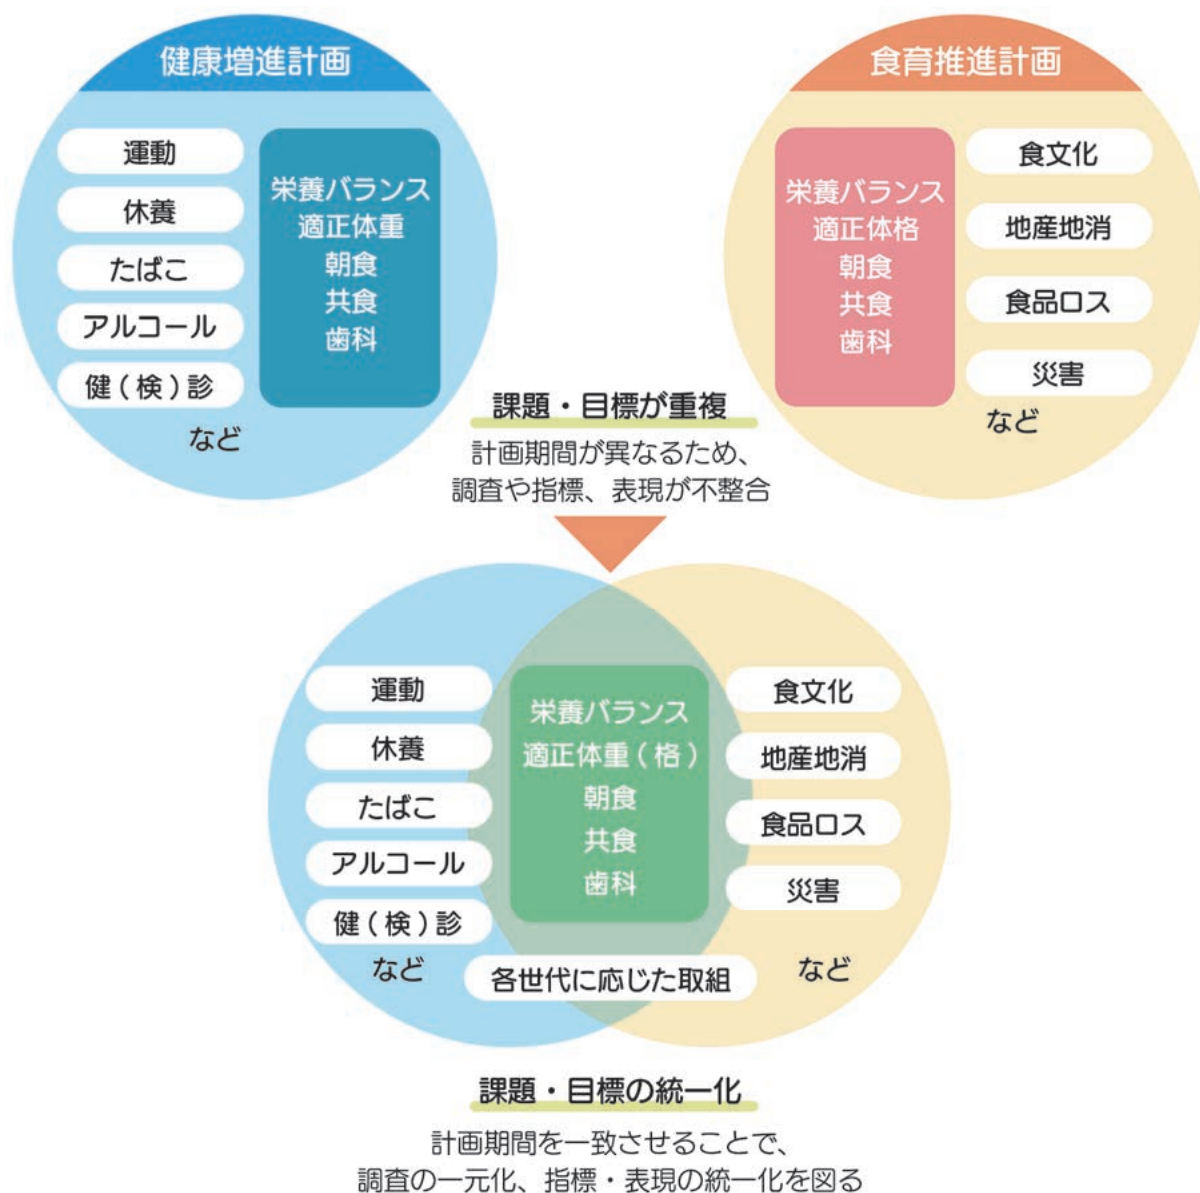 健康増進計画
運動
休養
たばこ
アルコール
健(検)診
など
栄養バランス
適正体重
朝食
共食
歯科
食育推進計画
栄養バランス
適正体格
朝食
共食
歯科
食文化
地産地消
食品ロス
災害
など
課題・目標が重複
計画期間が異なるため、
調査や指標、表現が不整合
運動
休養
たばこ
アルコール
健(検)診
など
栄養バランス
適正体重(格)
朝食
共食
歯科
各世代に応じた取組
食文化
地産地消
食品ロス
災害
など
課題・目標の統一化
計画期間を一致させることで、
調査の一元化、指標・表現の統一化を図る